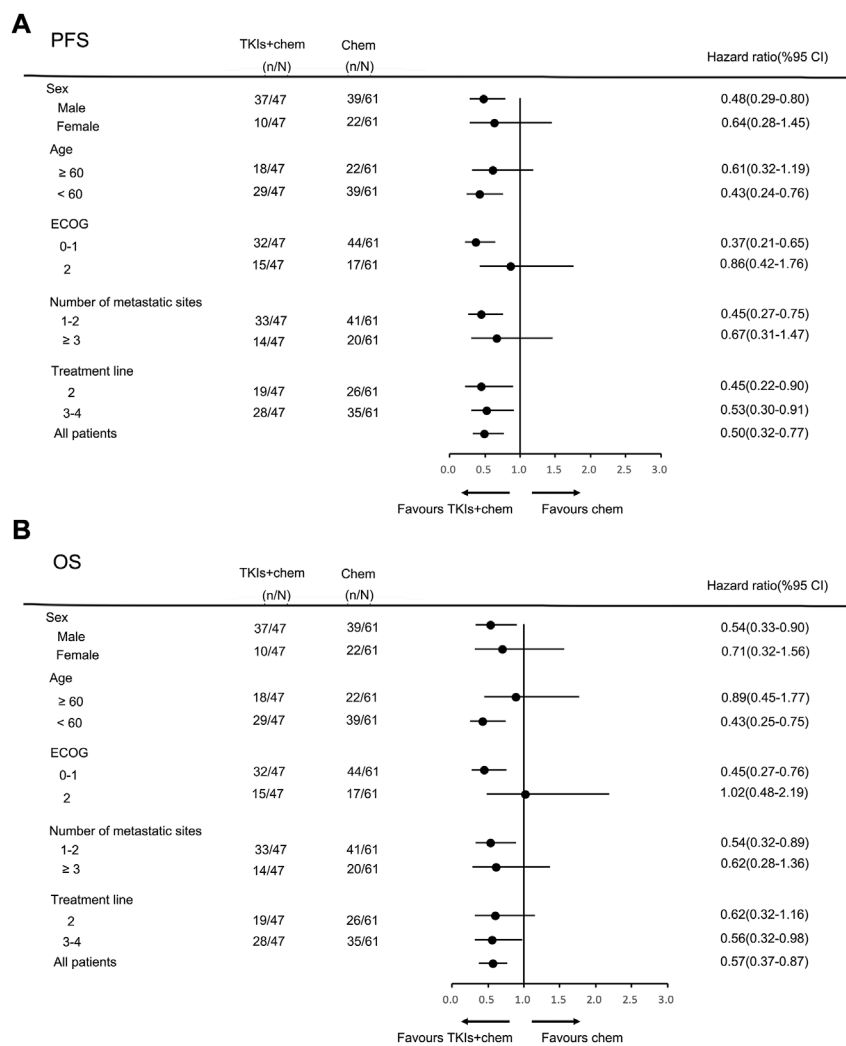 A
PFS
TKIs+chem Chem
(n/N) (n/N) Hazard ratio(%95 CI)
Sex
Male 37/47 39/61 0.48(0.29-0.80)
Female 10/47 22/61 0.64(0.28-1.45)
Age
≥ 60 18/47 22/61 0.61(0.32-1.19)
< 60 29/47 39/61 0.43(0.24-0.76)
ECOG
0-1 32/47 44/61 0.37(0.21-0.65)
2 15/47 17/61 0.86(0.42-1.76)
Number of metastatic sites
1-2 33/47 41/61 0.45(0.27-0.75)
≥ 3 14/47 20/61 0.67(0.31-1.47)
Treatment line
2 19/47 26/61 0.45(0.22-0.90)
3-4 28/47 35/61 0.53(0.30-0.91)
All patients 0.50(0.32-0.77)
0.0 0.5 1.0 1.5 2.0 2.5 3.0
Favours TKIs+chem Favours chem
B
OS
TKIs+chem Chem
(n/N) (n/N) Hazard ratio(%95 CI)
Sex
Male 37/47 39/61 0.54(0.33-0.90)
Female 10/47 22/61 0.71(0.32-1.56)
Age
≥ 60 18/47 22/61 0.89(0.45-1.77)
< 60 29/47 39/61 0.43(0.25-0.75)
ECOG
0-1 32/47 44/61 0.45(0.27-0.76)
2 15/47 17/61 1.02(0.48-2.19)
Number of metastatic sites
1-2 33/47 41/61 0.54(0.32-0.89)
≥ 3 14/47 20/61 0.62(0.28-1.36)
Treatment line
2 19/47 26/61 0.62(0.32-1.16)
3-4 28/47 35/61 0.56(0.32-0.98)
All patients 0.57(0.37-0.87)
0.0 0.5 1.0 1.5 2.0 2.5 3.0
Favours TKIs+chem Favours chem